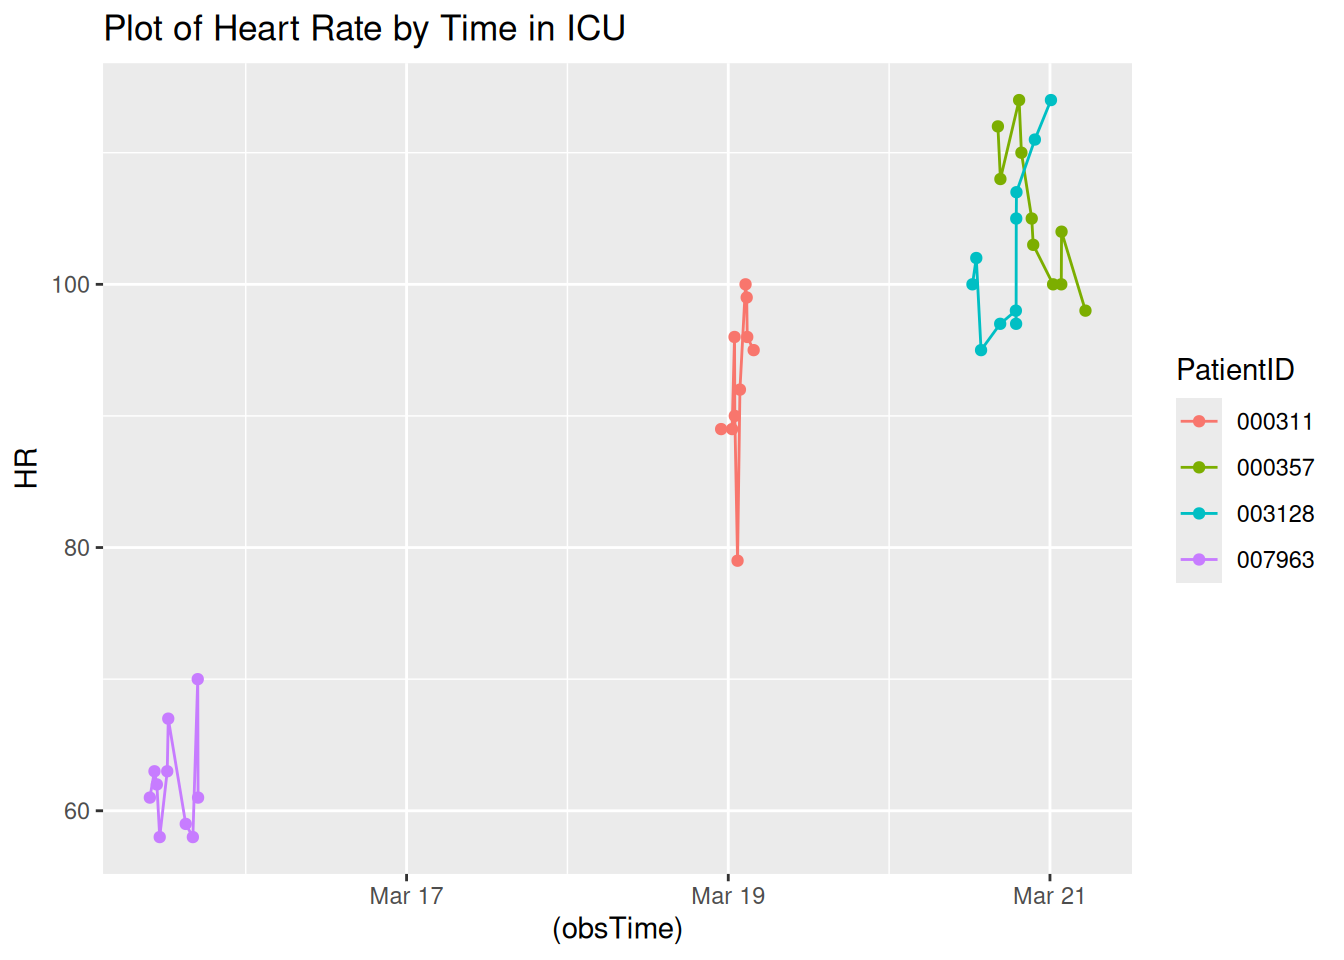 Plot of Heart Rate by Time in ICU
HR
100
80
60
Mar 17
Mar 19
Mar 21
(obsTime)
PatientID
000311
000357
003128
007963